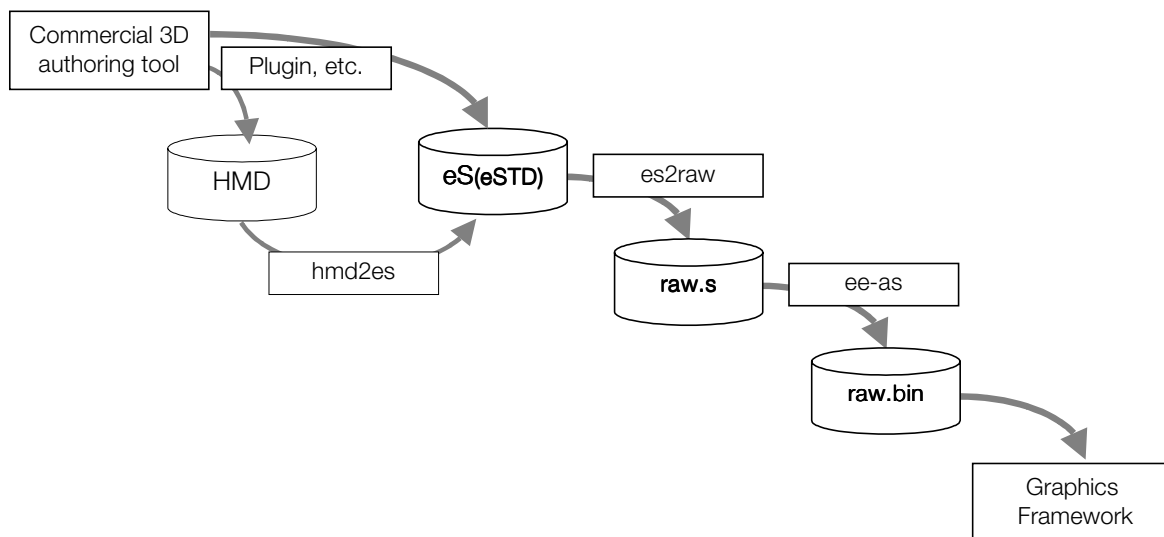 Commercial 3D
authoring tool
Plugin, etc.
HMD
eS(eSTD)
es2raw
hmd2es
raw.s
ee-as
raw.bin
Graphics
Framework